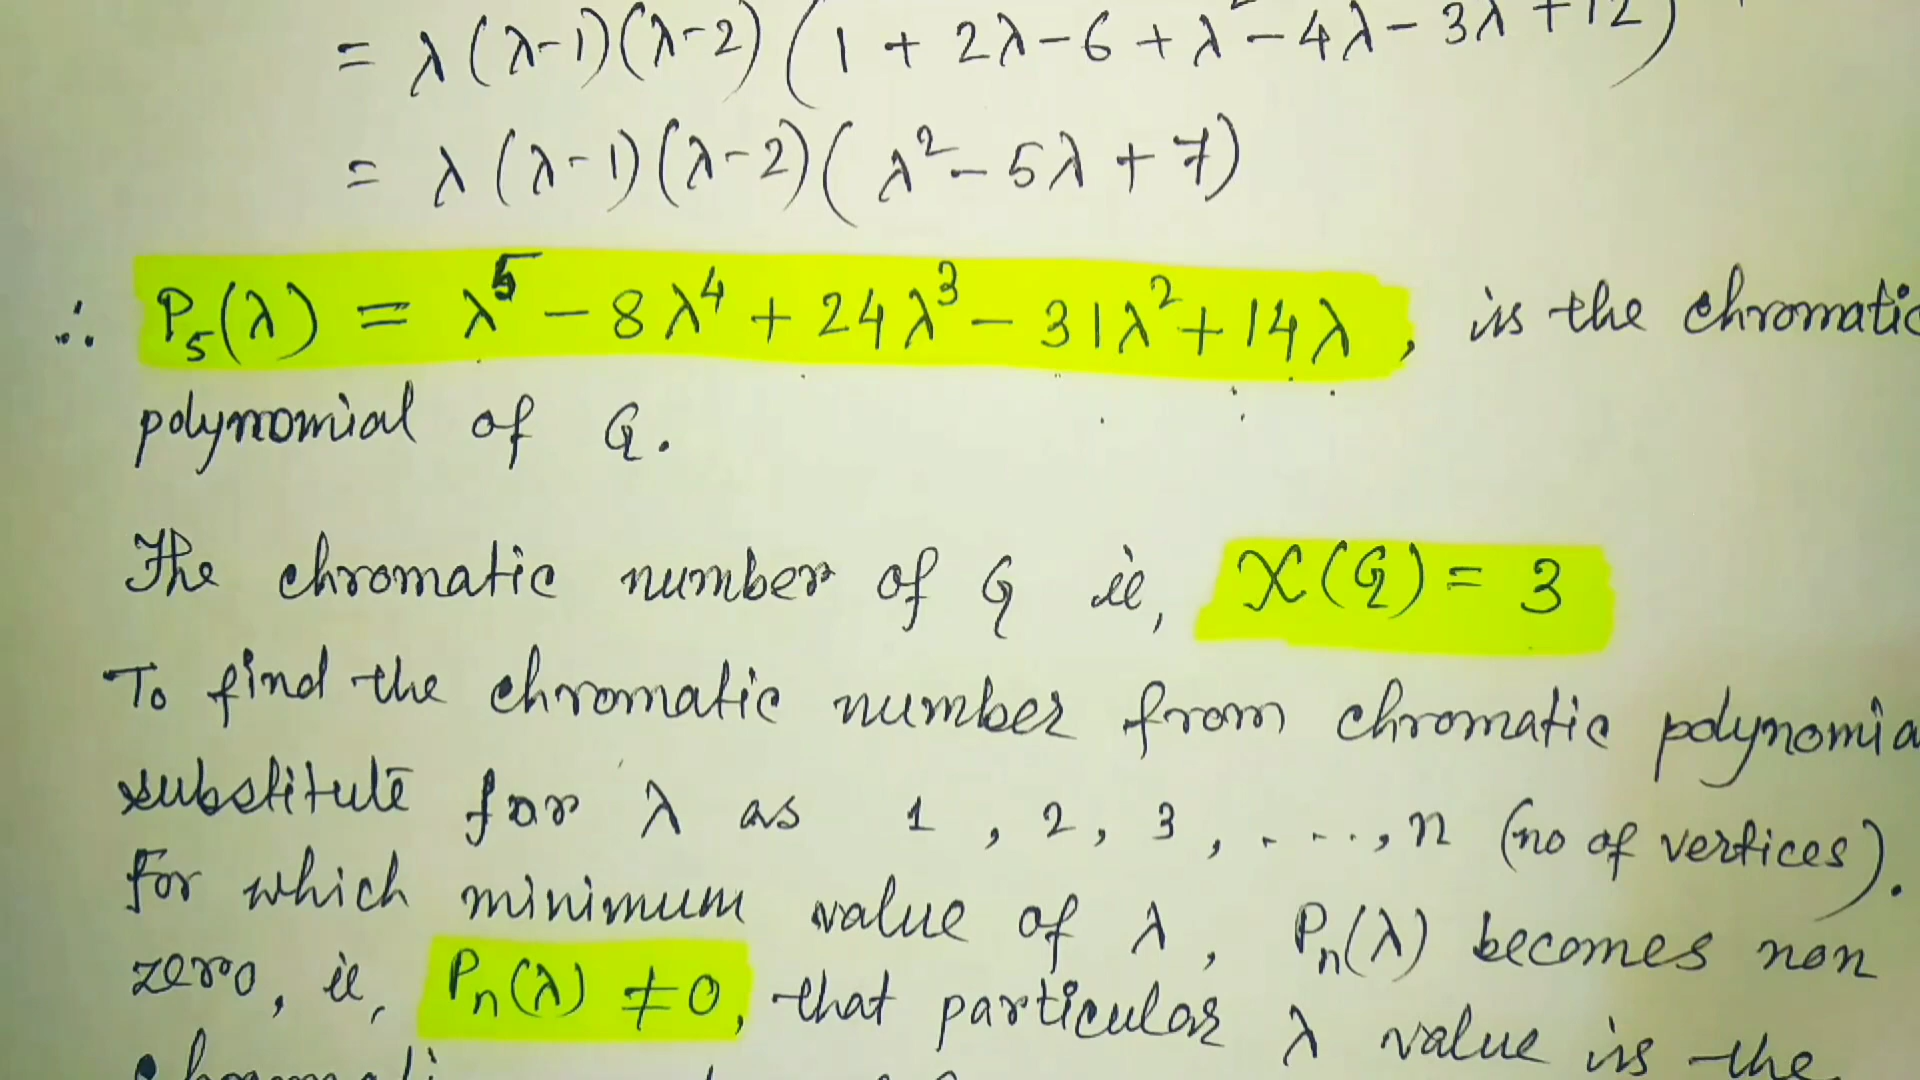 = λ(λ-1)(λ-2)(1 + 2λ-6 + λ²-4λ-3λ+12)
= λ(λ-1)(λ-2)(λ²-5λ+7)
∴ P₅(λ) = λ⁵ - 8λ⁴ + 24λ³ - 31λ² + 14λ, is the chromatic
polynomial of G.
The chromatic number of G ie, X(G) = 3
To find the chromatic number from chromatic polynomia
substitute for λ as 1, 2, 3, ....,n (no of vertices).
for which minimum value of λ, Pₙ(λ) becomes non
zero, ie, Pₙ(λ) ≠0, that particular λ value is the